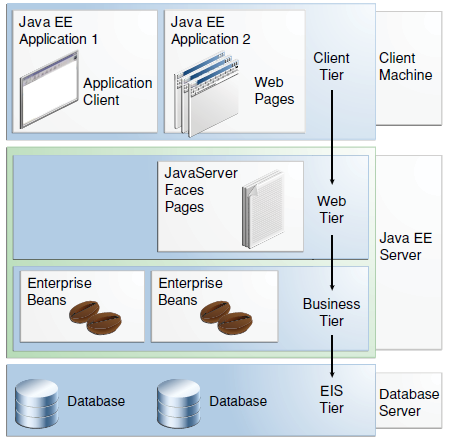 Java EE
Application 1
Application
Client
Java EE
Application 2
Web
Pages
Client
Tier
Client
Machine
JavaServer
Faces
Pages
Web
Tier
Java EE
Server
Enterprise
Beans
Enterprise
Beans
Business
Tier
Database
Database
EIS
Tier
Database
Server